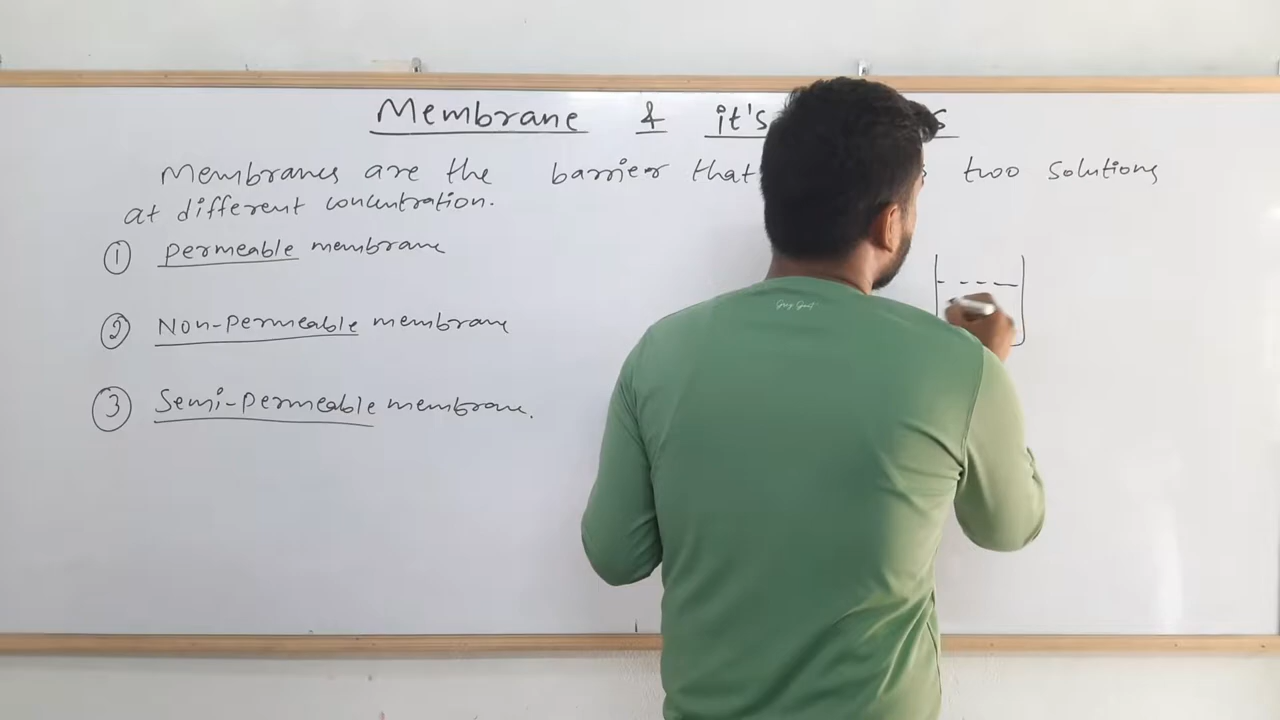 Membrane & it's
Membranes are the barrier that two solutions
at different concentration.
① permeable membrane
② Non-permeable membrane
③ Semi-permeable membrane.